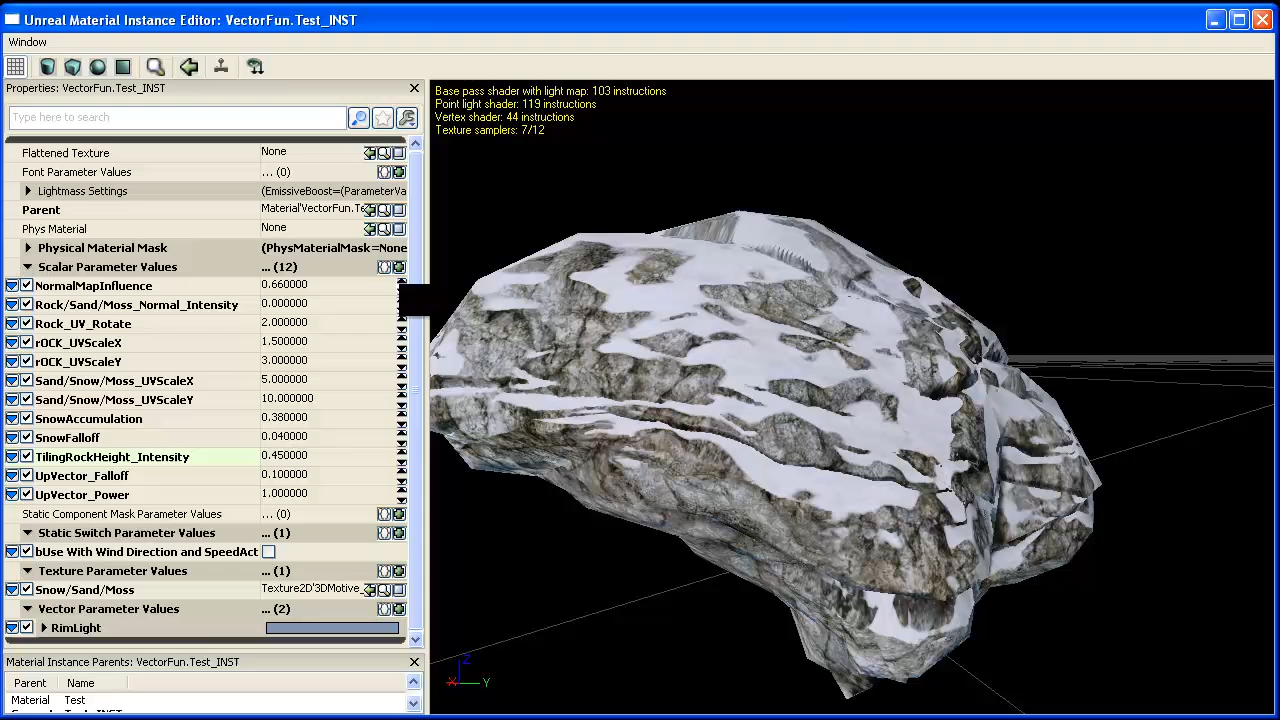 Unreal Material Instance Editor: VectorFun.Test_INST
Window
Properties: VectorFun.Test_INST
Type here to search
Flattened Texture None
Font Parameter Values ... (0)
Lightmass Settings (EmissiveBoost=(ParameterVa
Parent Material'VectorFun.Te
Phys Material None
Physical Material Mask (PhysMaterialMask=None
Scalar Parameter Values ... (12)
NormalMapInfluence 0.660000
Rock/Sand/Moss_Normal_Intensity 0.000000
Rock_UV_Rotate 2.000000
rOCK_UVScaleX 1.500000
rOCK_UVScaleY 3.000000
Sand/Snow/Moss_UVScaleX 5.000000
Sand/Snow/Moss_UVScaleY 10.000000
SnowAccumulation 0.380000
SnowFalloff 0.040000
TilingRockHeight_Intensity 0.450000
UpVector_Falloff 0.100000
UpVector_Power 1.000000
Static Component Mask Parameter Values ... (0)
Static Switch Parameter Values ... (1)
bUse With Wind Direction and SpeedAct
Texture Parameter Values ... (1)
Snow/Sand/Moss Texture2D'3DMotive_
Vector Parameter Values ... (2)
RimLight
Material Instance Parents: VectorFun.Test_INST
Parent Name
Material Test
Base pass shader with light map: 103 instructions
Point light shader: 119 instructions
Vertex shader: 44 instructions
Texture samplers: 7/12
Z
X Y